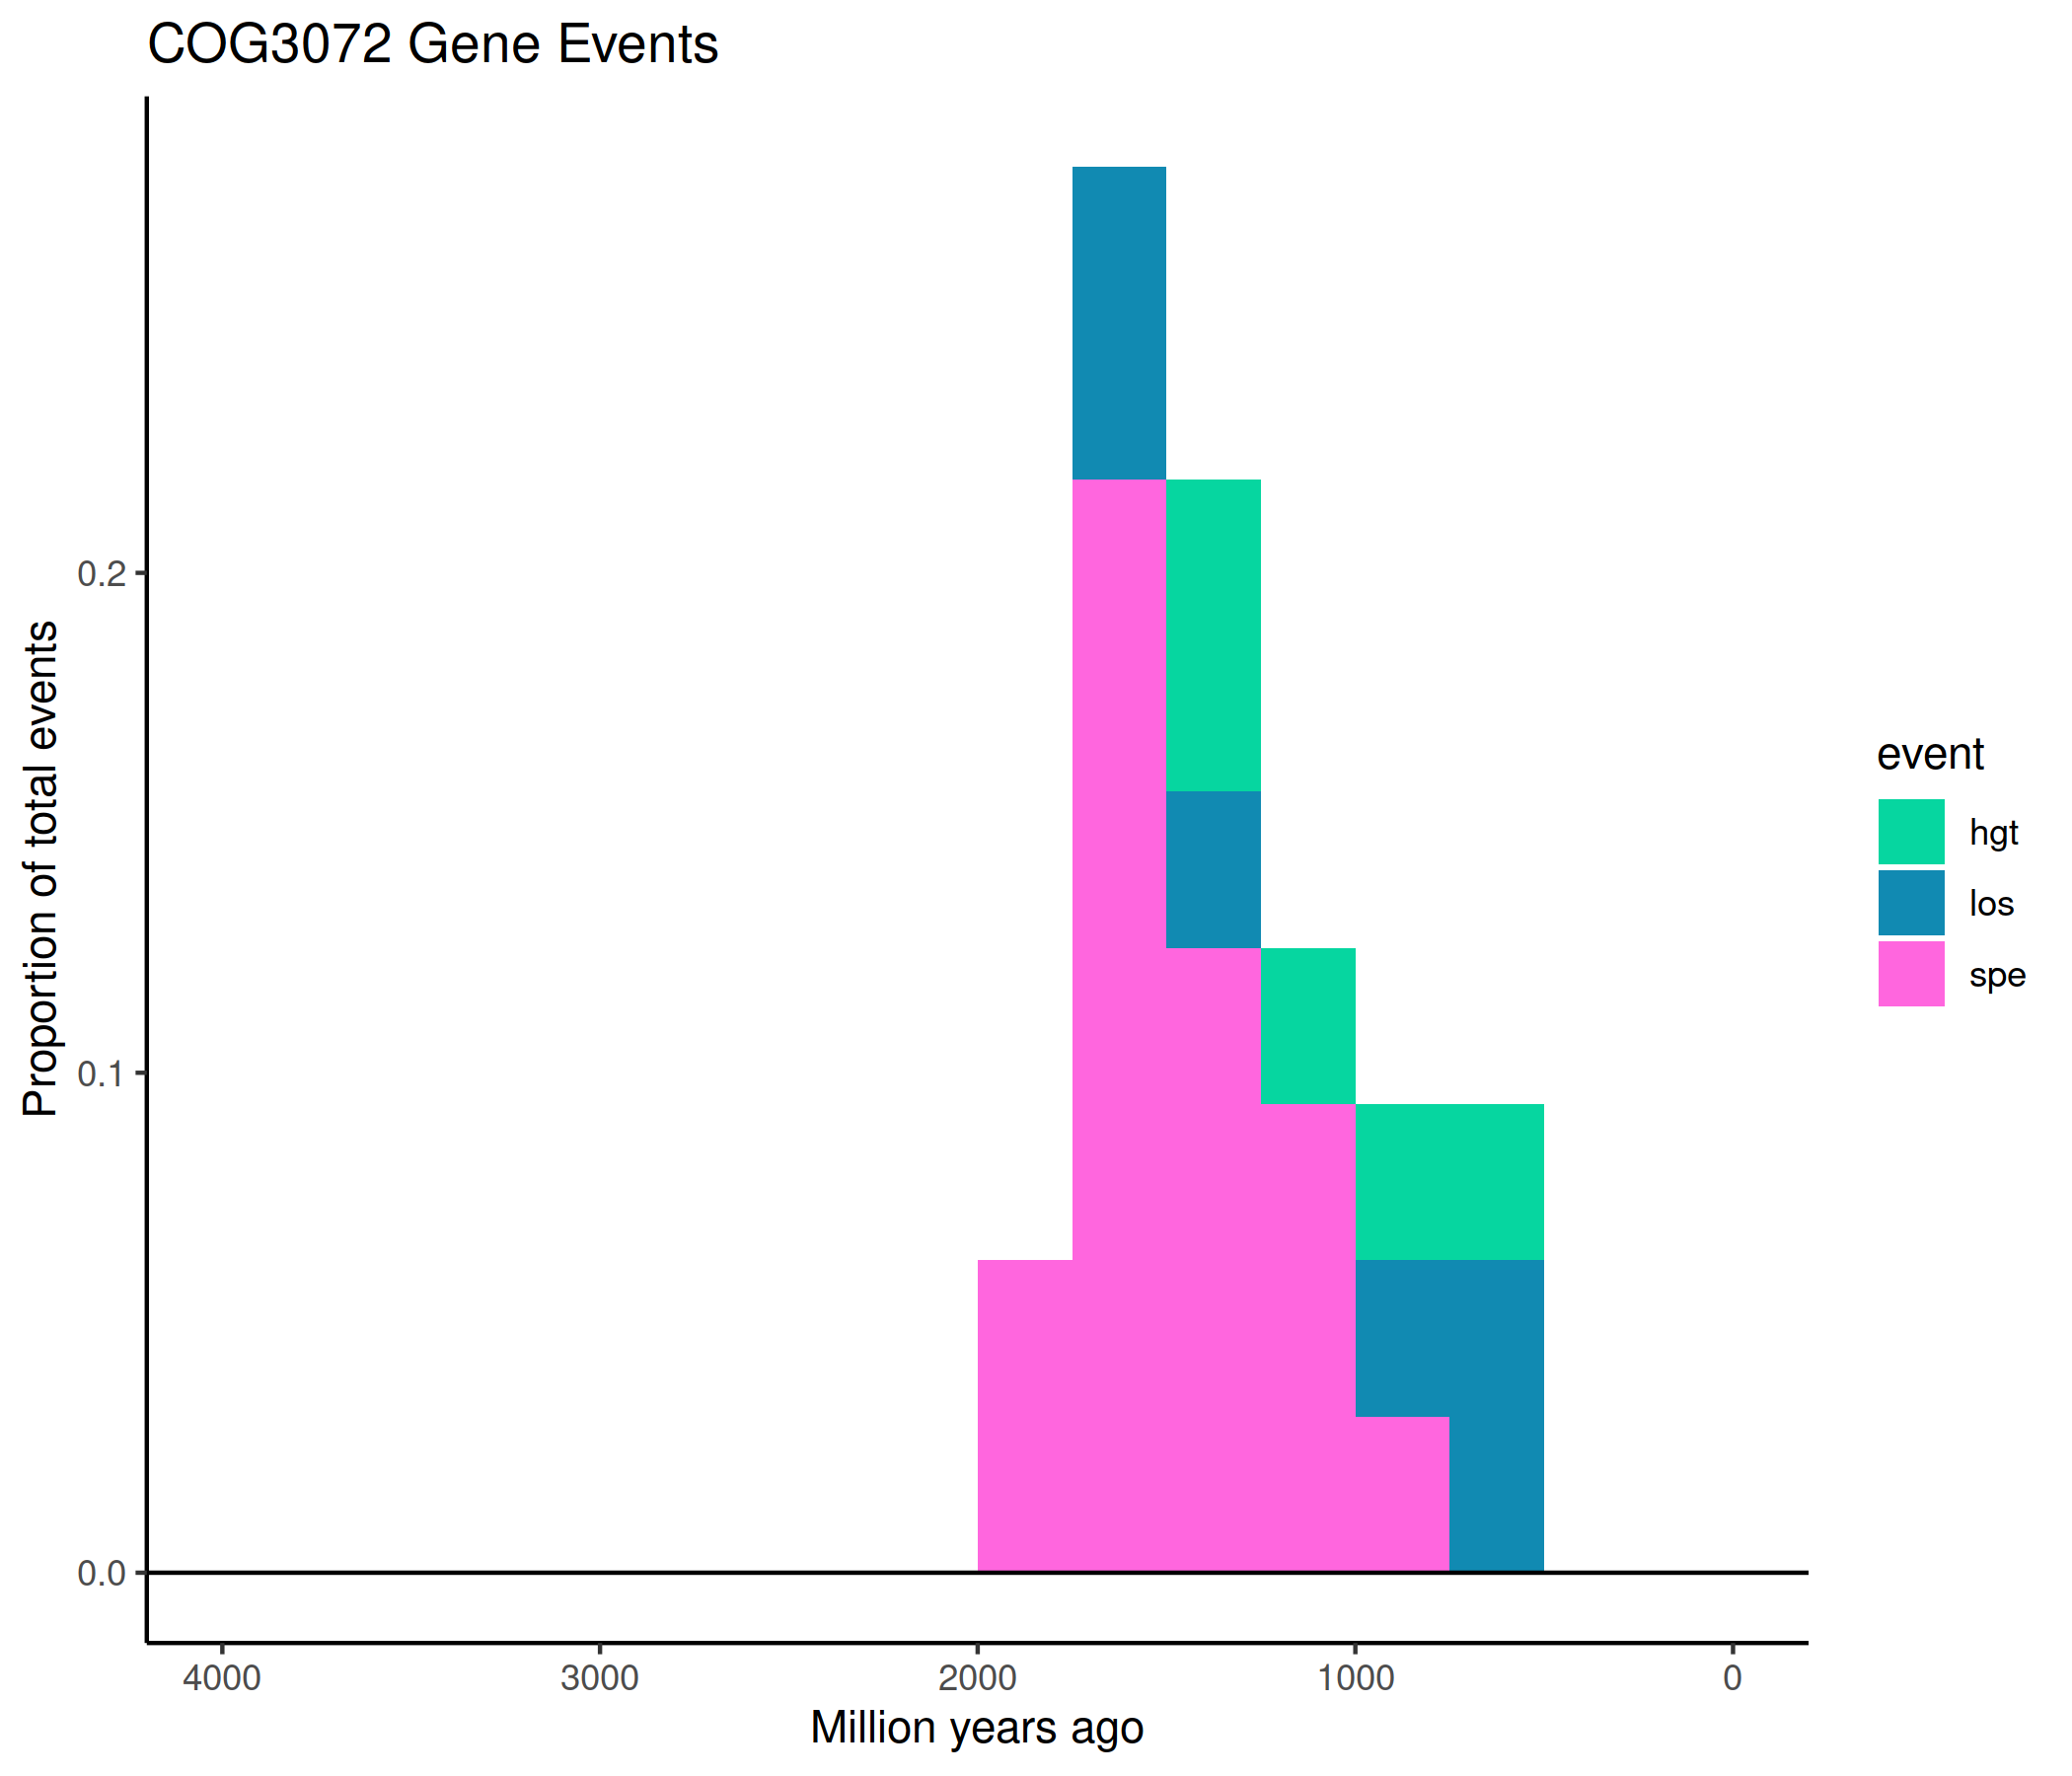 COG3072 Gene Events
Proportion of total events
0.2
0.1
0.0
4000 3000 2000 1000 0
Million years ago
event
hgt
los
spe